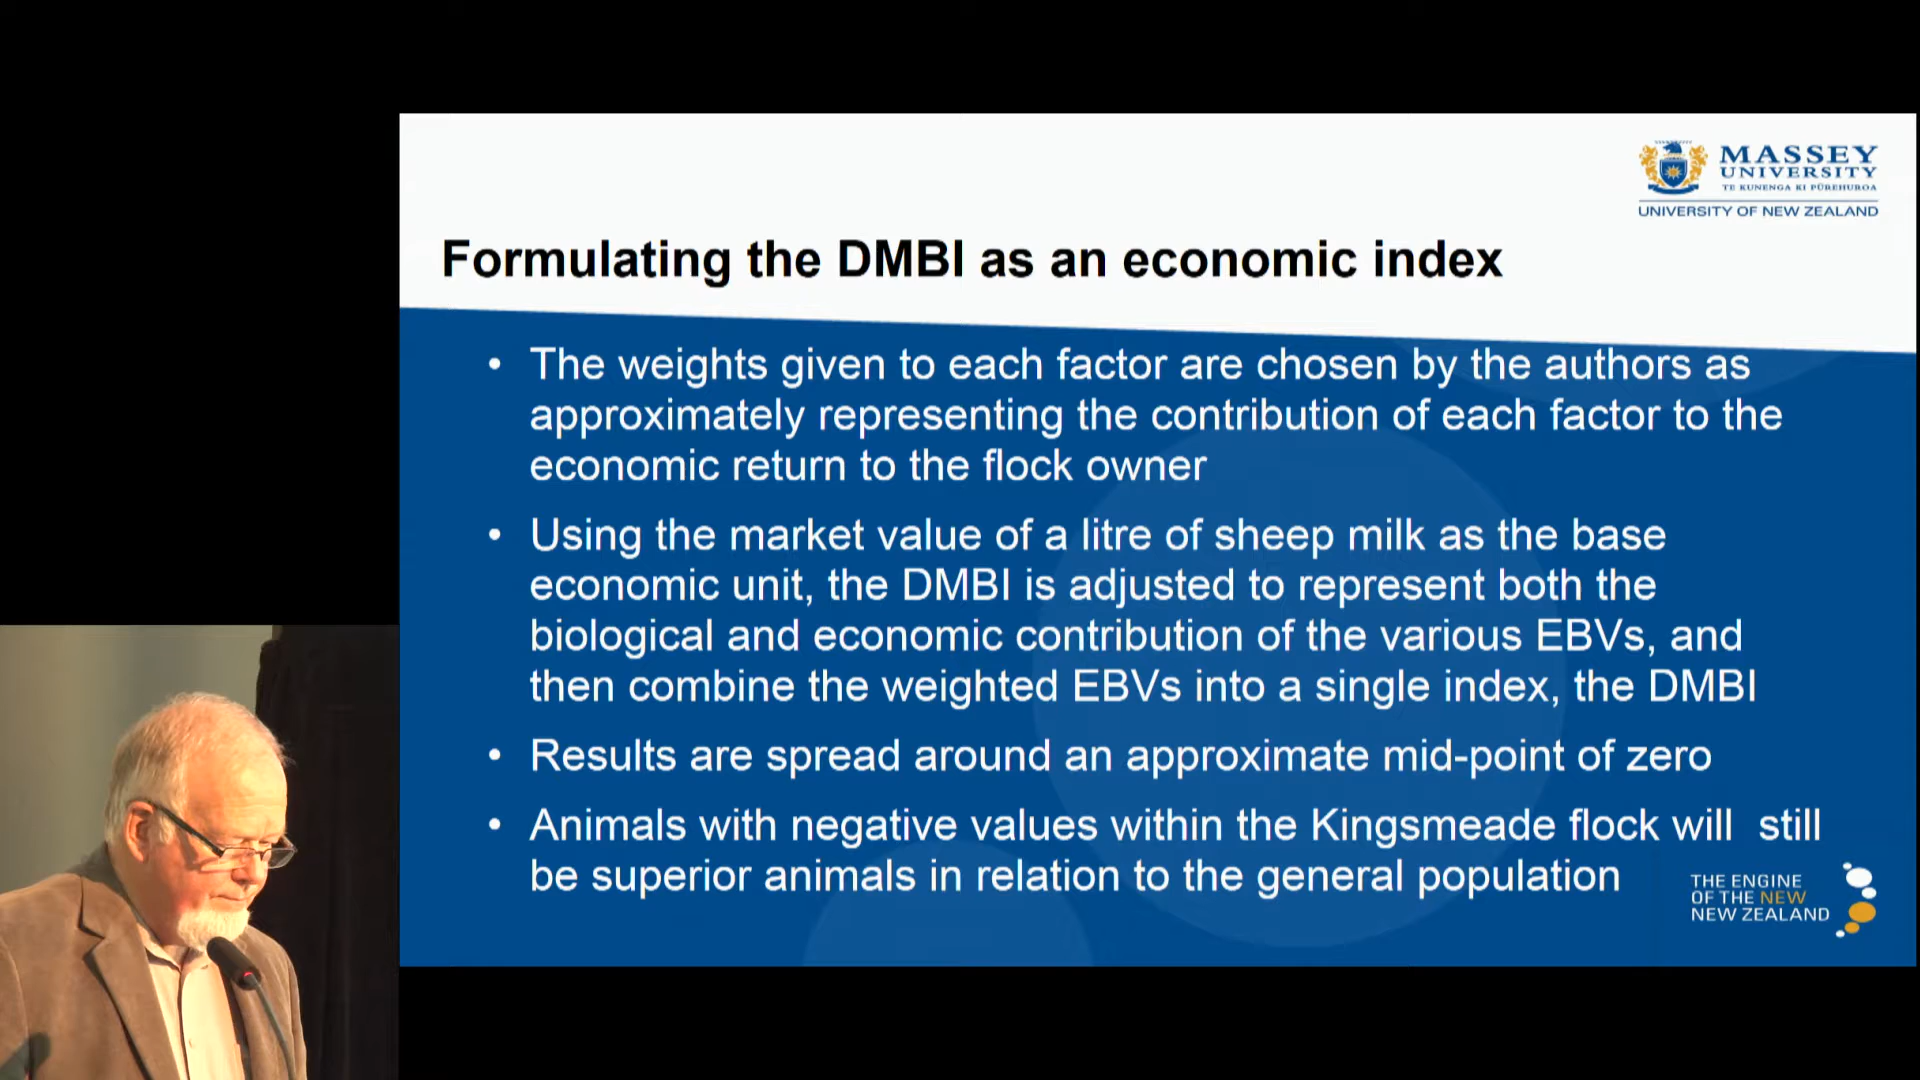 MASSEY
UNIVERSITY
TE KUNENGA KI PŪREHUROA
UNIVERSITY OF NEW ZEALAND
Formulating the DMBI as an economic index
• The weights given to each factor are chosen by the authors as
approximately representing the contribution of each factor to the
economic return to the flock owner
• Using the market value of a litre of sheep milk as the base
economic unit, the DMBI is adjusted to represent both the
biological and economic contribution of the various EBVs, and
then combine the weighted EBVs into a single index, the DMBI
• Results are spread around an approximate mid-point of zero
• Animals with negative values within the Kingsmeade flock will still
be superior animals in relation to the general population
THE ENGINE
OF THE NEW
NEW ZEALAND